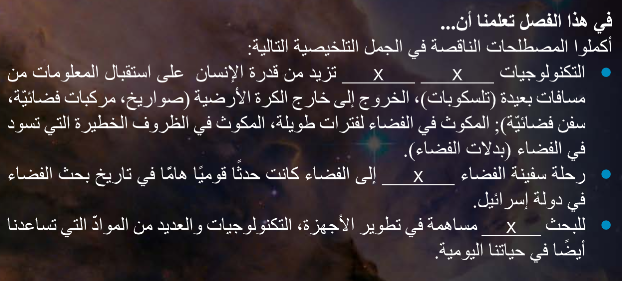 في هذا الفصل تعلمنا أن...
أكملوا المصطلحات الناقصة في الجمل التلخيصية التالية:
• التكنولوجيات ___x___ ___x___ تزيد من قدرة الإنسان على استقبال المعلومات من
مسافات بعيدة (تلسكوبات)، الخروج إلى خارج الكرة الأرضية (صواريخ، مركبات فضائيّة،
سفن فضائيّة); المكوث في الفضاء لفترات طويلة، المكوث في الظروف الخطيرة التي تسود
في الفضاء (بدلات الفضاء).
• رحلة سفينة الفضاء ___x___ إلى الفضاء كانت حدثًا قوميًا هامًا في تاريخ بحث الفضاء
في دولة إسرائيل.
• للبحث ___x___ مساهمة في تطوير الأجهزة، التكنولوجيات والعديد من الموادّ التي تساعدنا
أيضًا في حياتنا اليومية.